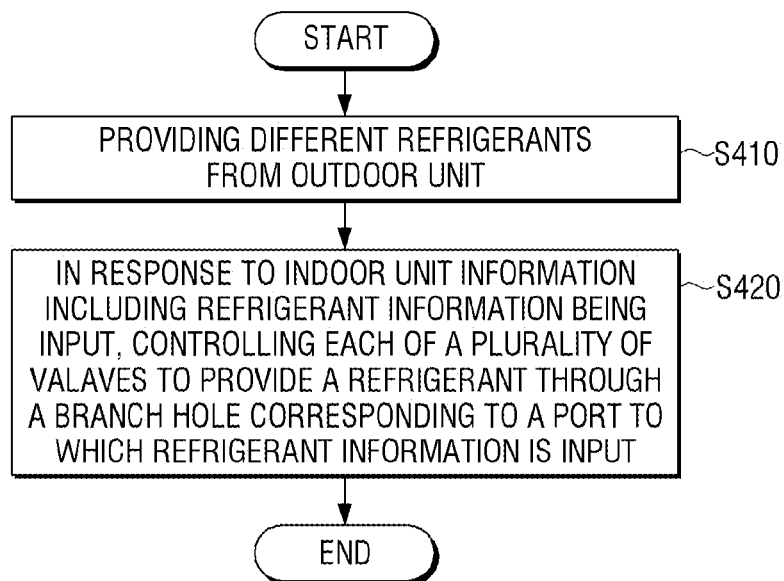 START
PROVIDING DIFFERENT REFRIGERANTS
FROM OUTDOOR UNIT
S410
IN RESPONSE TO INDOOR UNIT INFORMATION
INCLUDING REFRIGERANT INFORMATION BEING
INPUT, CONTROLLING EACH OF A PLURALITY OF
VALAVES TO PROVIDE A REFRIGERANT THROUGH
A BRANCH HOLE CORRESPONDING TO A PORT TO
WHICH REFRIGERANT INFORMATION IS INPUT
S420
END